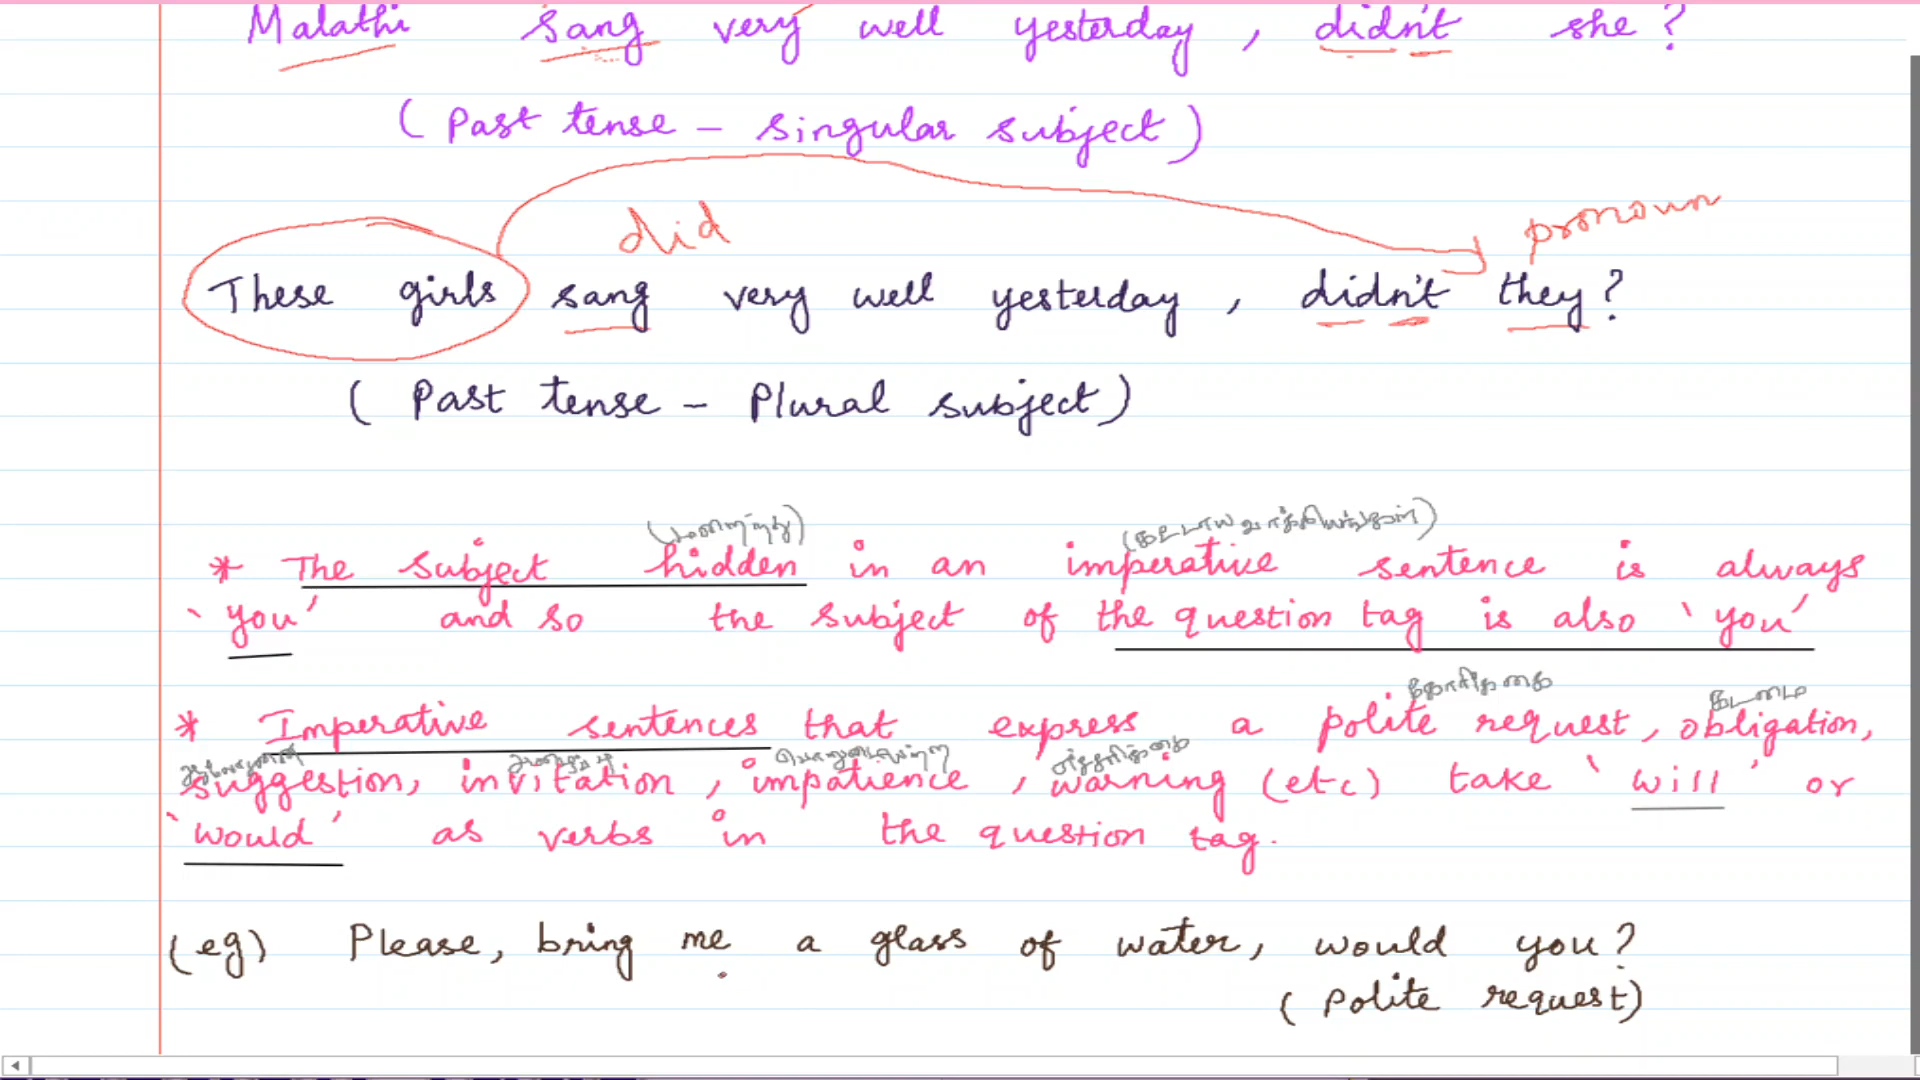 Malathi sang very well yesterday, didn't she?
(Past tense - singular subject)
did pronoun
These girls sang very well yesterday, didn't they?
(Past tense - Plural subject)
* The subject hidden in an imperative sentence is always
'you' and so the subject of the question tag is also 'you'
கோரிக்கை கடமை
* Imperative sentences that express a polite request, obligation,
எச்சரிக்கை
suggestion, invitation, impatience, warning (etc) take 'will' or
'would' as verbs in the question tag.
(eg) Please, bring me a glass of water, would you?
(Polite request)